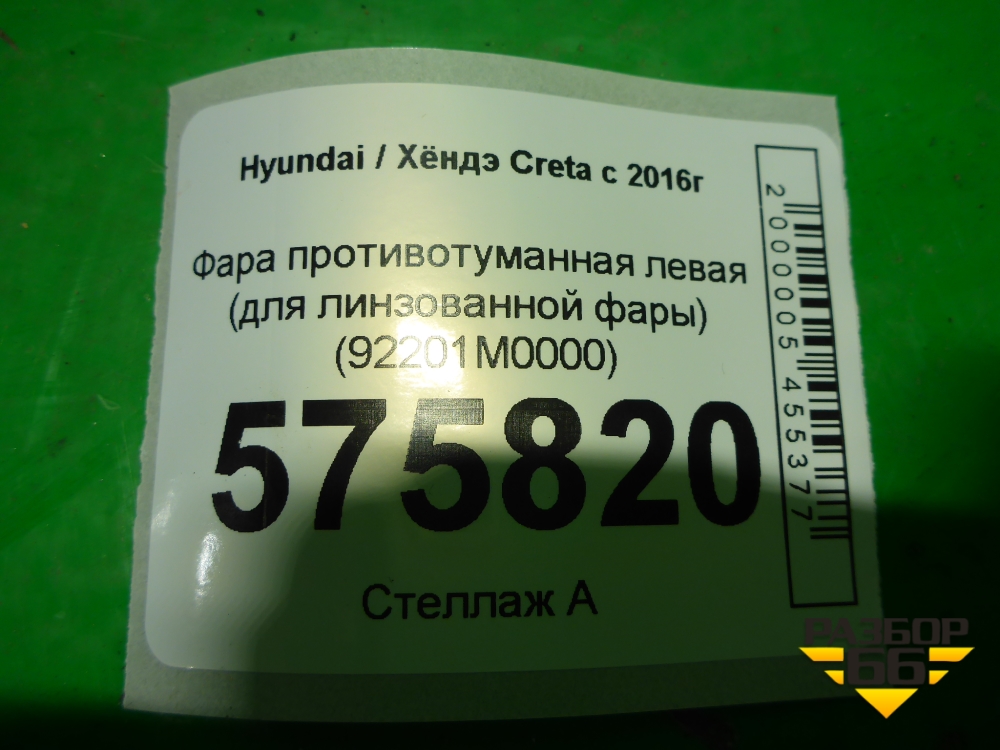 Hyundai / Хёндэ Creta с 2016г
Фара противотуманная левая
(для линзованной фары)
(92201M0000)
575820
Стеллаж А
2000005455377
РАЗБОР
66